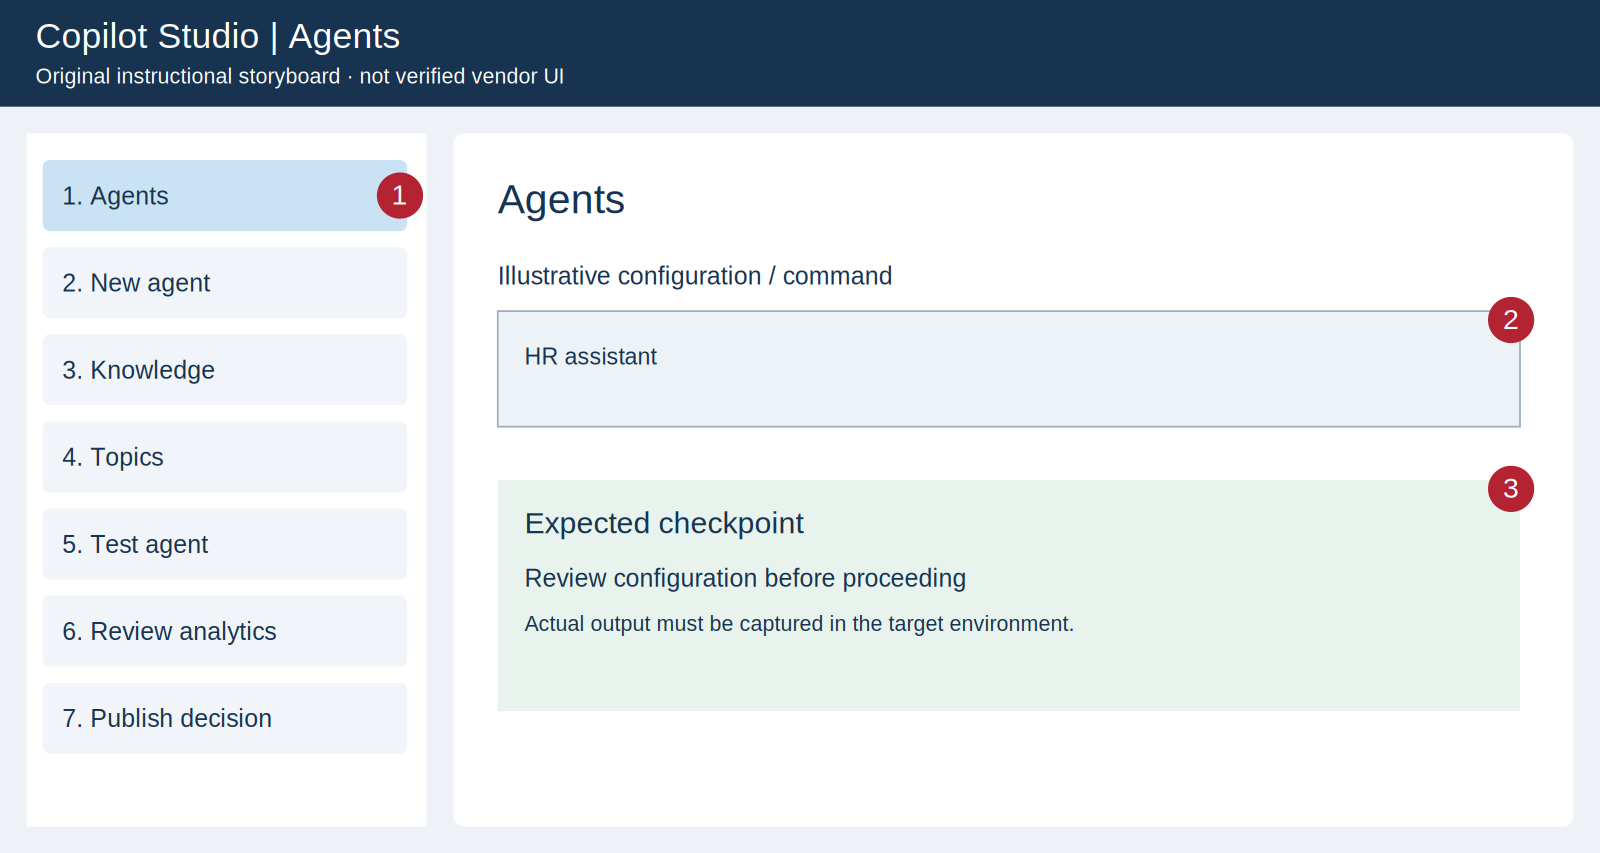 Copilot Studio | Agents
Original instructional storyboard · not verified vendor UI
1. Agents
1
2. New agent
3. Knowledge
4. Topics
5. Test agent
6. Review analytics
7. Publish decision
Agents
Illustrative configuration / command
2
HR assistant
3
Expected checkpoint
Review configuration before proceeding
Actual output must be captured in the target environment.